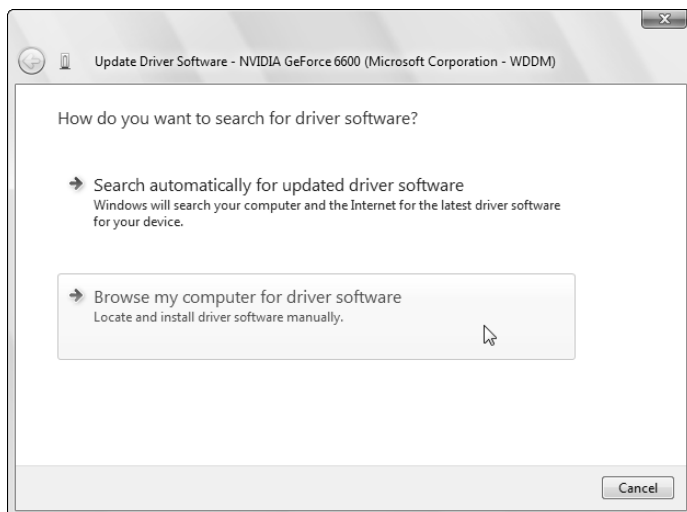 Update Driver Software - NVIDIA GeForce 6600 (Microsoft Corporation - WDDM)
How do you want to search for driver software?
Search automatically for updated driver software
Windows will search your computer and the Internet for the latest driver software
for your device.
Browse my computer for driver software
Locate and install driver software manually.
Cancel